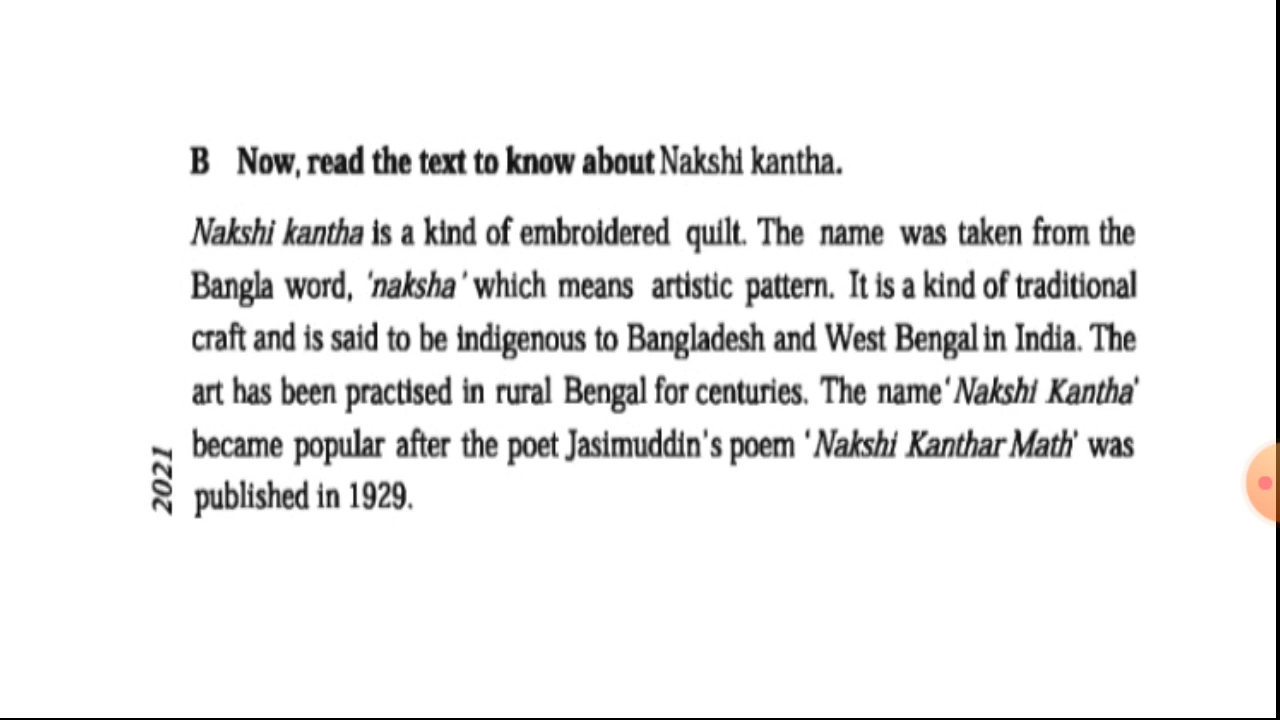 B Now, read the text to know about Nakshi kantha.
Nakshi kantha is a kind of embroidered quilt. The name was taken from the
Bangla word, 'naksha' which means artistic pattern. It is a kind of traditional
craft and is said to be indigenous to Bangladesh and West Bengal in India. The
art has been practised in rural Bengal for centuries. The name 'Nakshi Kantha'
became popular after the poet Jasimuddin's poem 'Nakshi Kanthar Math' was
published in 1929.
2021